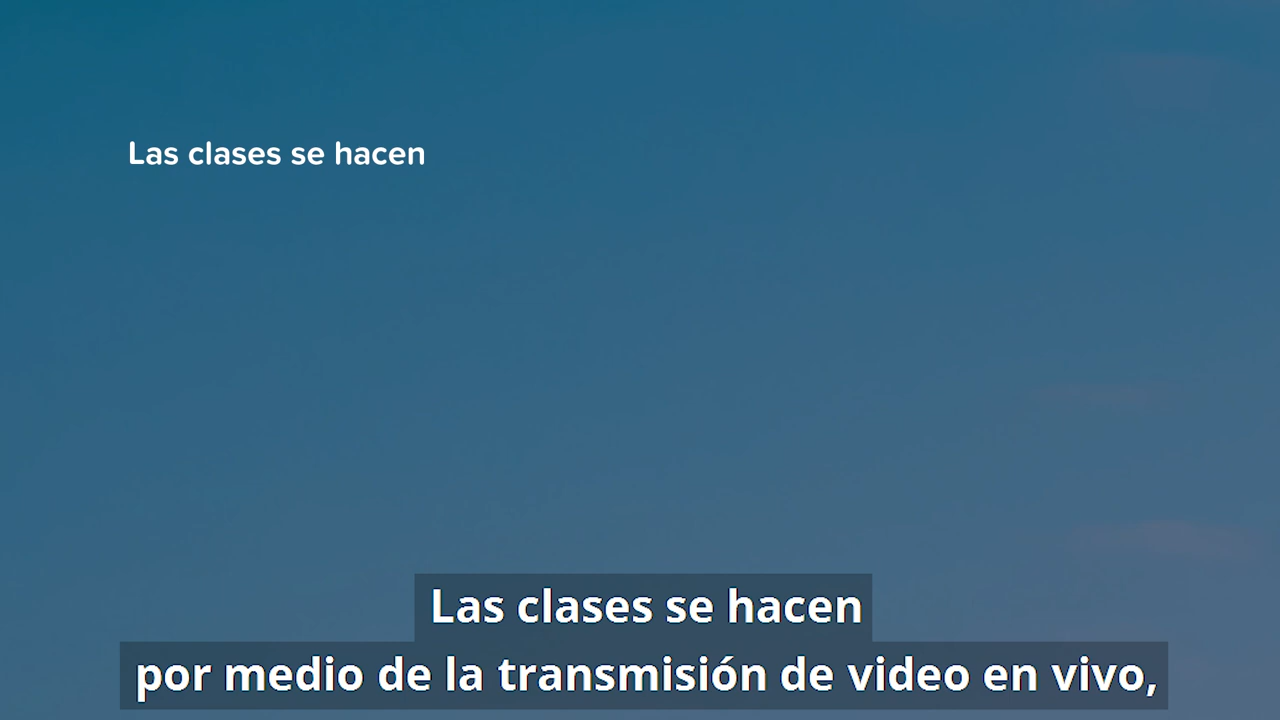 Las clases se hacen
Las clases se hacen
por medio de la transmisión de video en vivo,